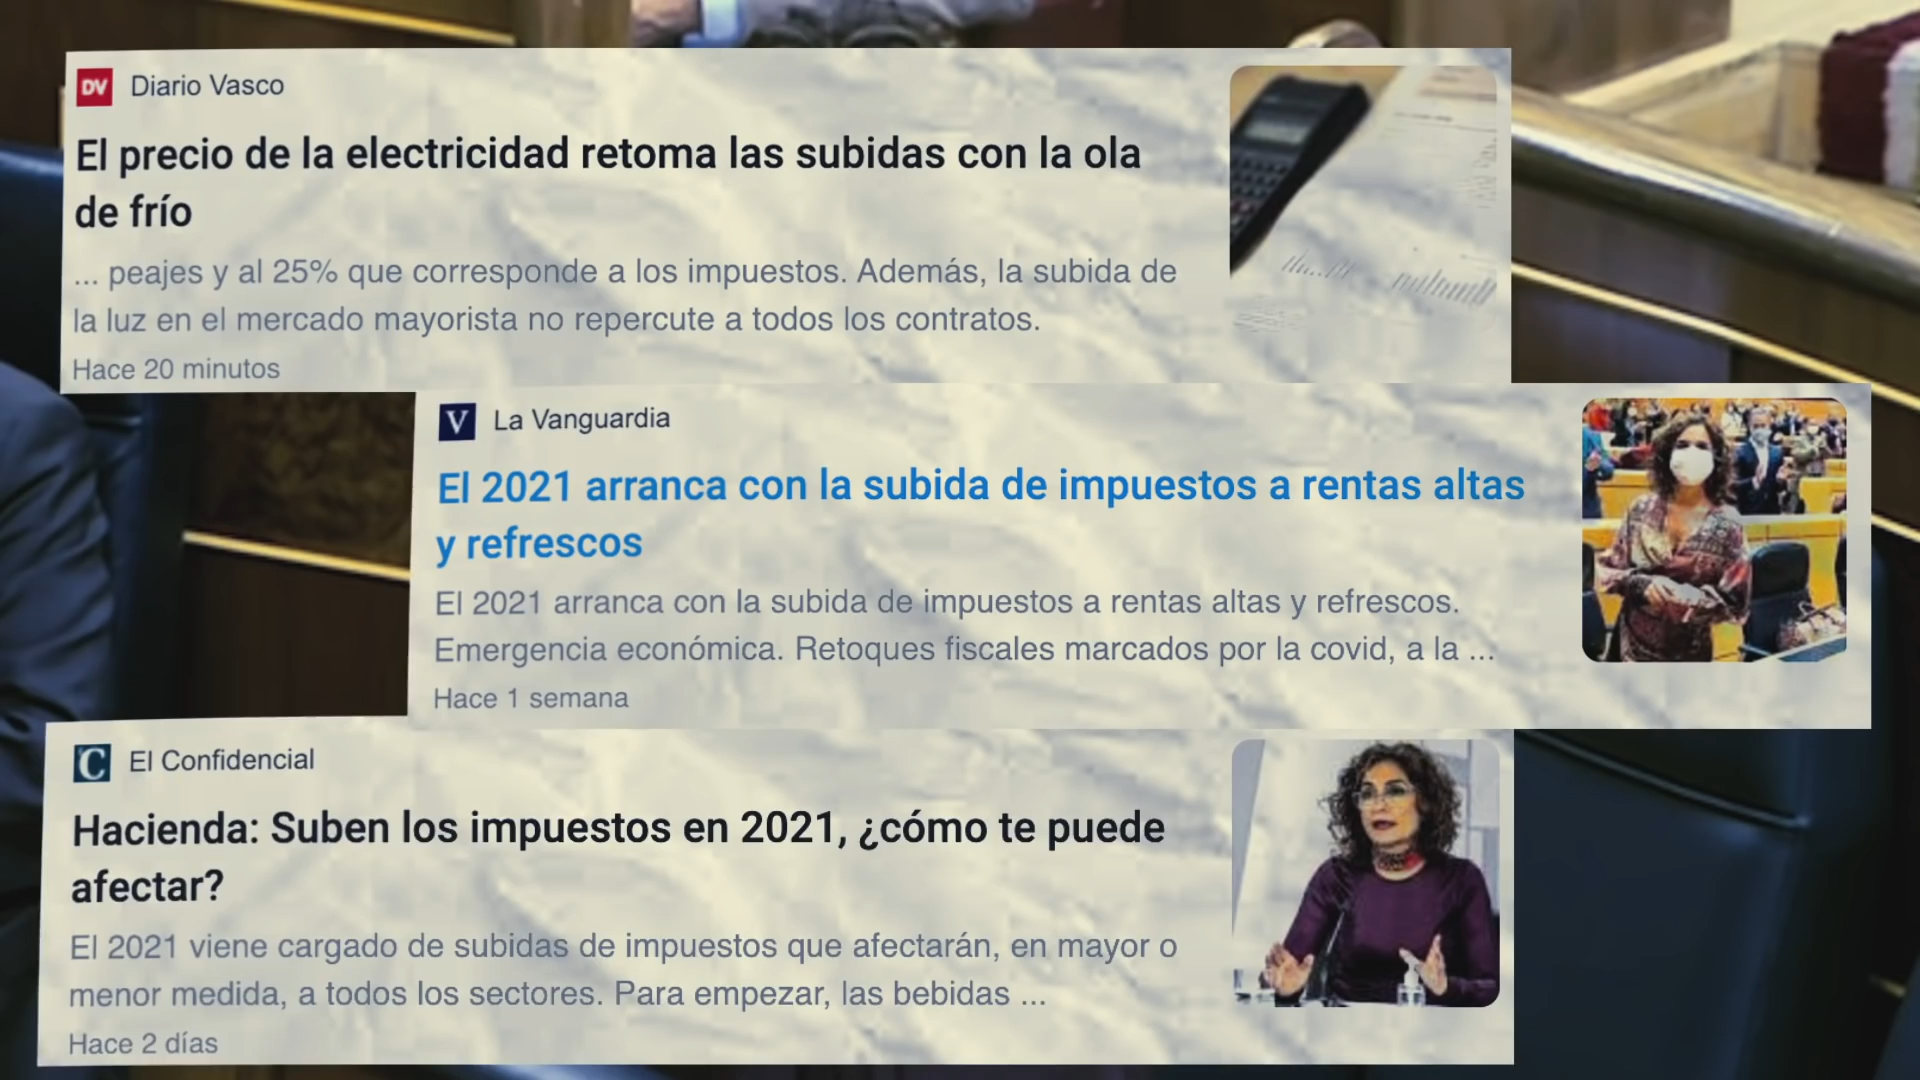 DV Diario Vasco
El precio de la electricidad retoma las subidas con la ola
de frío
... peajes y al 25% que corresponde a los impuestos. Además, la subida de
la luz en el mercado mayorista no repercute a todos los contratos.
Hace 20 minutos
V La Vanguardia
El 2021 arranca con la subida de impuestos a rentas altas
y refrescos
El 2021 arranca con la subida de impuestos a rentas altas y refrescos.
Emergencia económica. Retoques fiscales marcados por la covid, a la ...
Hace 1 semana
C El Confidencial
Hacienda: Suben los impuestos en 2021, ¿cómo te puede
afectar?
El 2021 viene cargado de subidas de impuestos que afectarán, en mayor o
menor medida, a todos los sectores. Para empezar, las bebidas ...
Hace 2 días